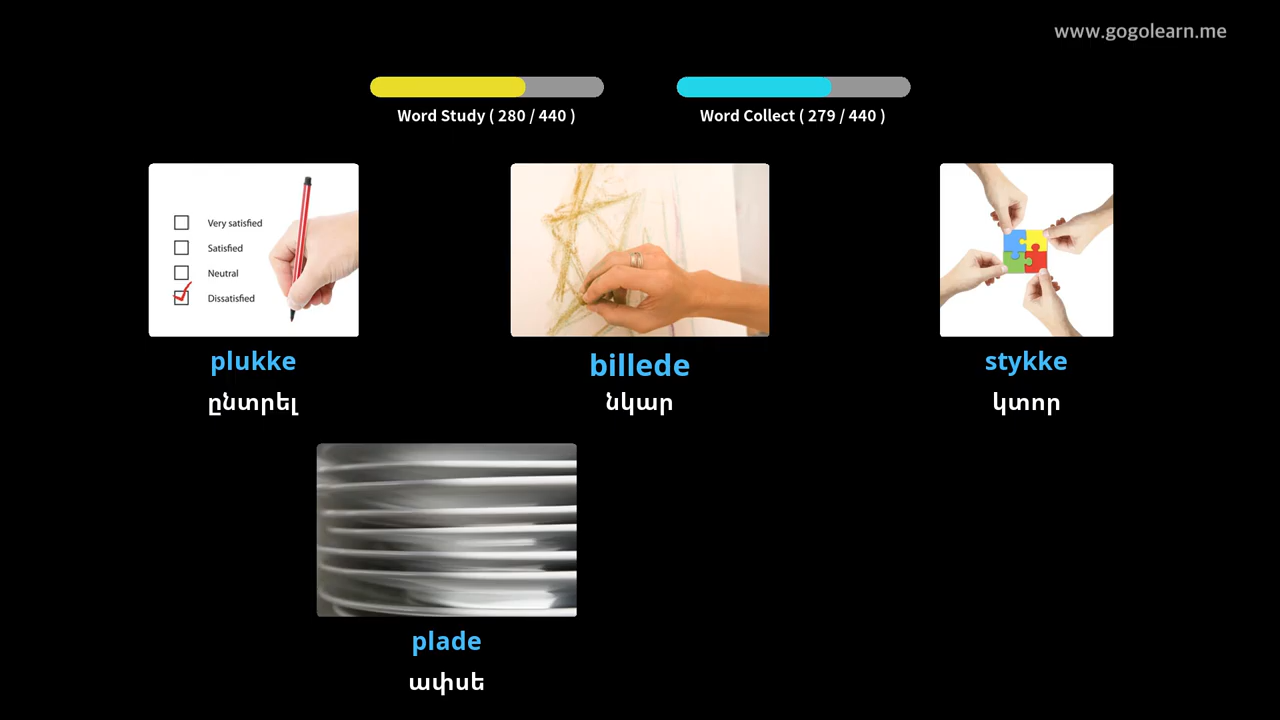 www.gogolearn.me
Word Study ( 280 / 440 )
Word Collect ( 279 / 440 )
Very satisfied
Satisfied
Neutral
Dissatisfied
plukke
ընտրել
billede
նկար
stykke
կտոր
plade
ափսե